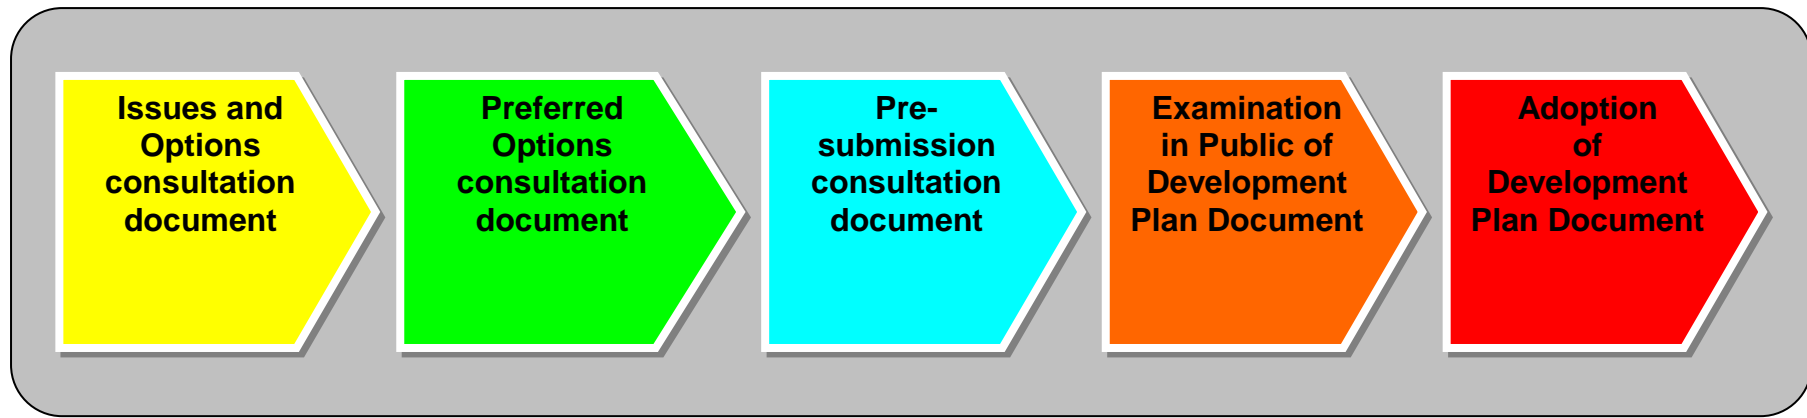 Issues and
Options
consultation
document
Preferred
Options
consultation
document
Pre-
submission
consultation
document
Examination
in Public of
Development
Plan Document
Adoption
of
Development
Plan Document